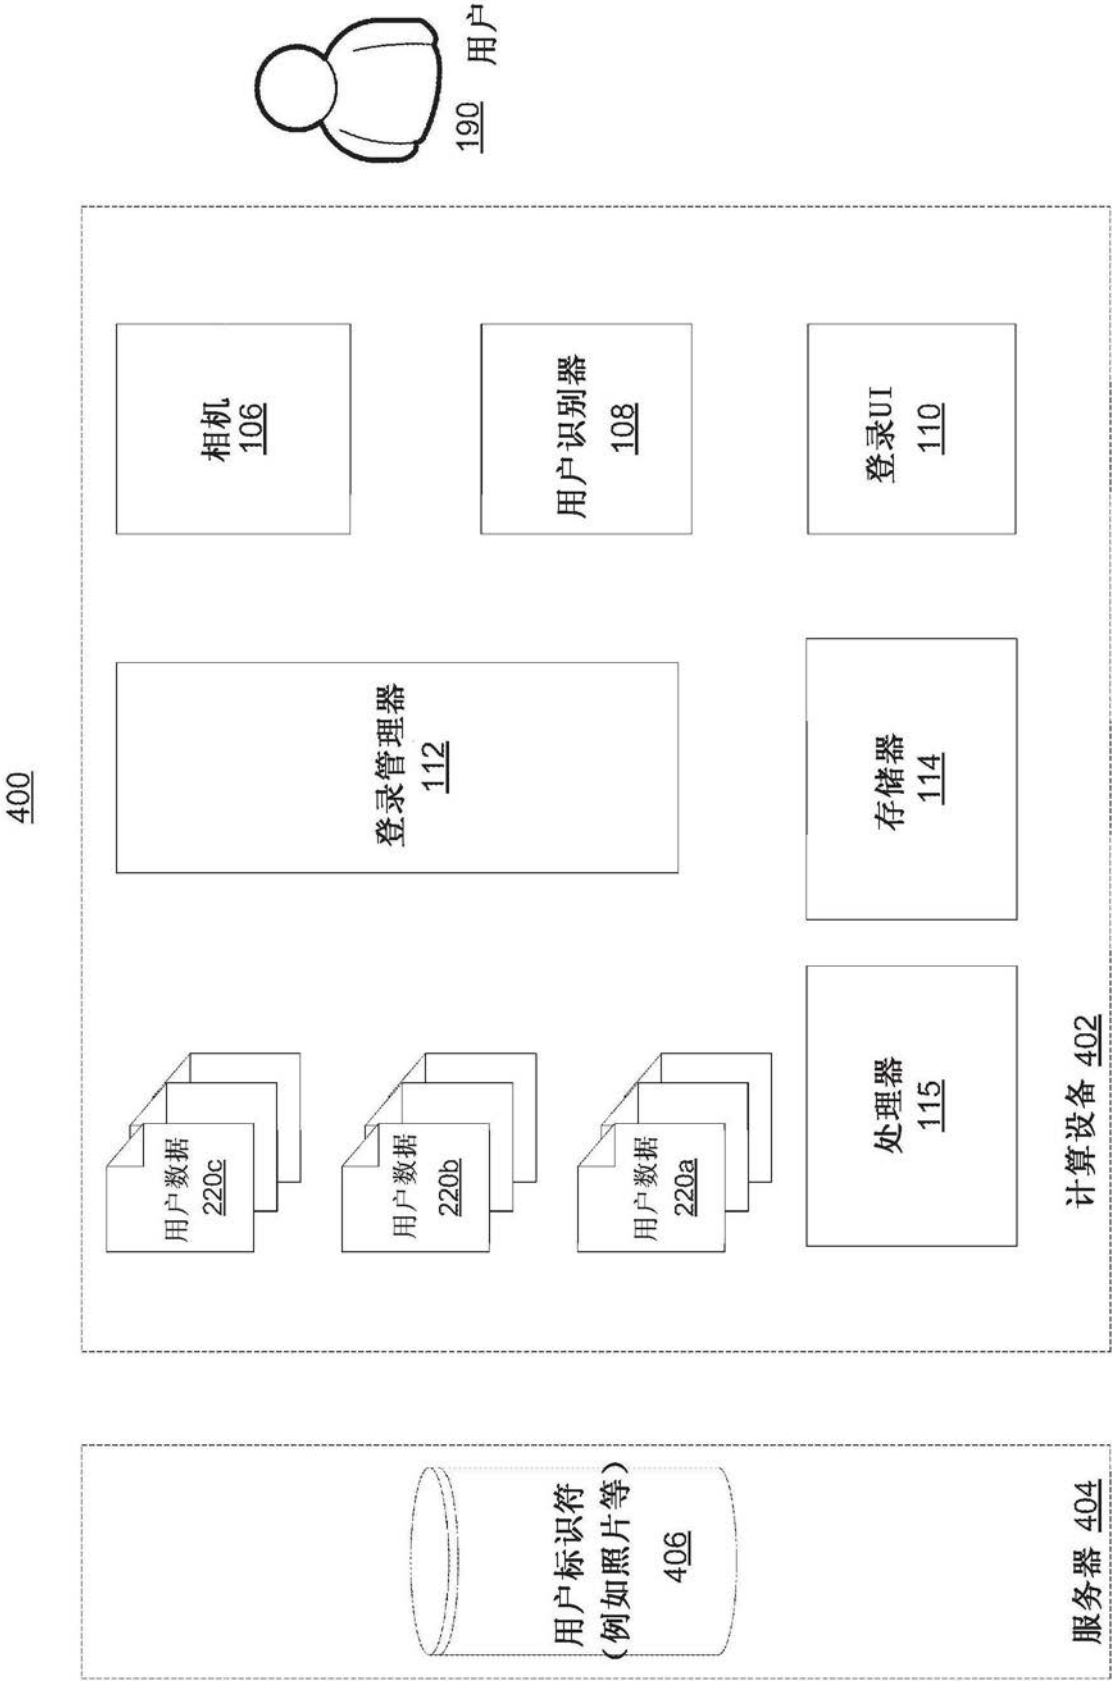 400
服务器 404
用户标识符
(例如照片等)
406
计算设备 402
用户数据
220c
用户数据
220b
用户数据
220a
登录管理器
112
相机
106
用户识别器
108
处理器
115
存储器
114
登录UI
110
190
用户